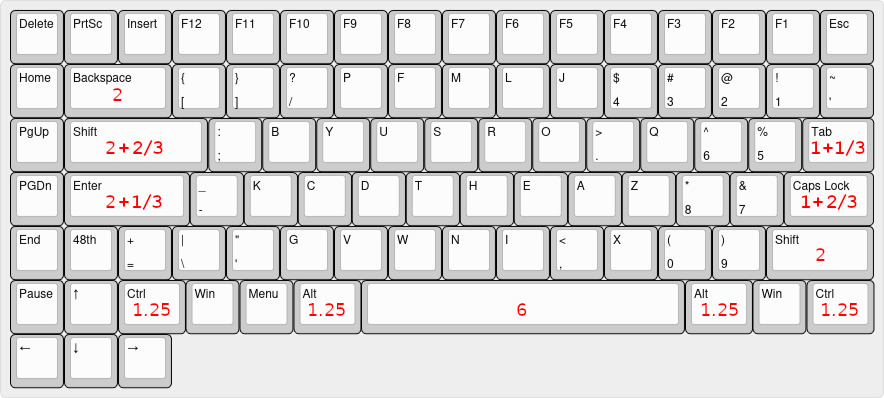 Delete PrtSc Insert F12 F11 F10 F9 F8 F7 F6 F5 F4 F3 F2 F1 Esc
Home Backspace { } ? P F M L J $ # @ ! ~
2 [ ] / 4 3 2 1 '
PgUp Shift : B Y U S R O > Q ^ % Tab
2+2/3 ; . 6 5 1+1/3
PGDn Enter _ K C D T H E A Z * & Caps Lock
2+1/3 - 8 7 1+2/3
End 48th + | " G V W N I < X ( ) Shift
= \ ' , 0 9 2
Pause ↑ Ctrl Win Menu Alt Alt Win Ctrl
1.25 1.25 6 1.25 1.25
← ↓ →